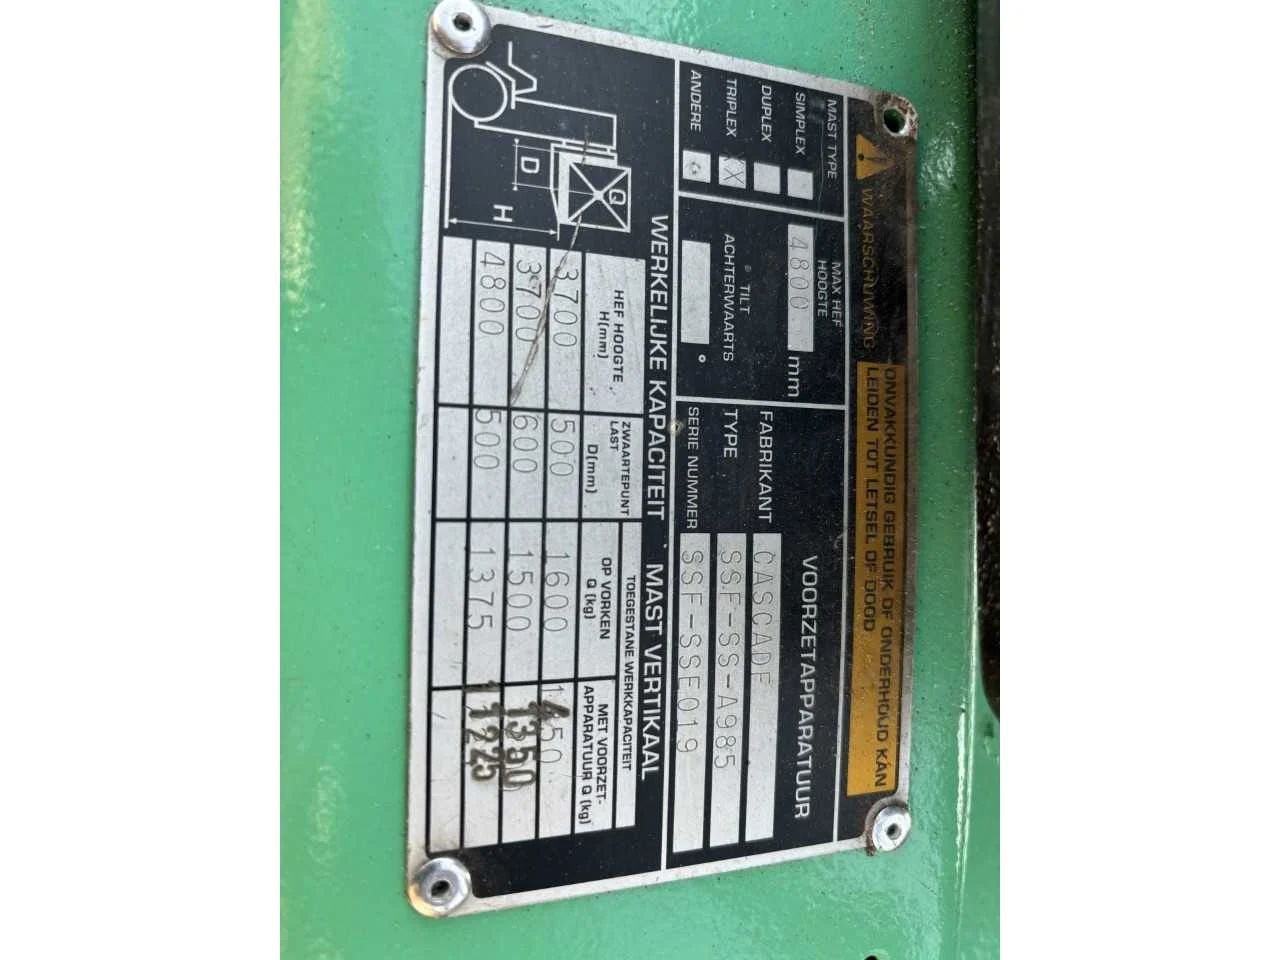 WAARSCHUWING
ONVAKKUNDIG GEBRUIK OF ONDERHOUD KAN
LEIDEN TOT LETSEL OF DOOD
MAST TYPE
SIMPLEX
DUPLEX
TRIPLEX XX
ANDERE
MAX HEF
HOOGTE
4800 mm
° TILT
ACHTERWAARTS
°
VOORZETAPPARATUUR
FABRIKANT CASCADE
TYPE SSF-SS-A985
SERIE NUMMER SSF-SSE019
WERKELIJKE KAPACITEIT MAST VERTIKAAL
HEF HOOGTE
H(mm)
ZWAARTEPUNT
LAST
D(mm)
TOEGESTANE WERKKAPACITEIT
OP VORKEN
Q (kg)
MET VOORZET-
APPARATUUR Q (kg)
3700 500 1600 1450
3700 600 1500 1350
4800 500 1375 1225
Q
D
H